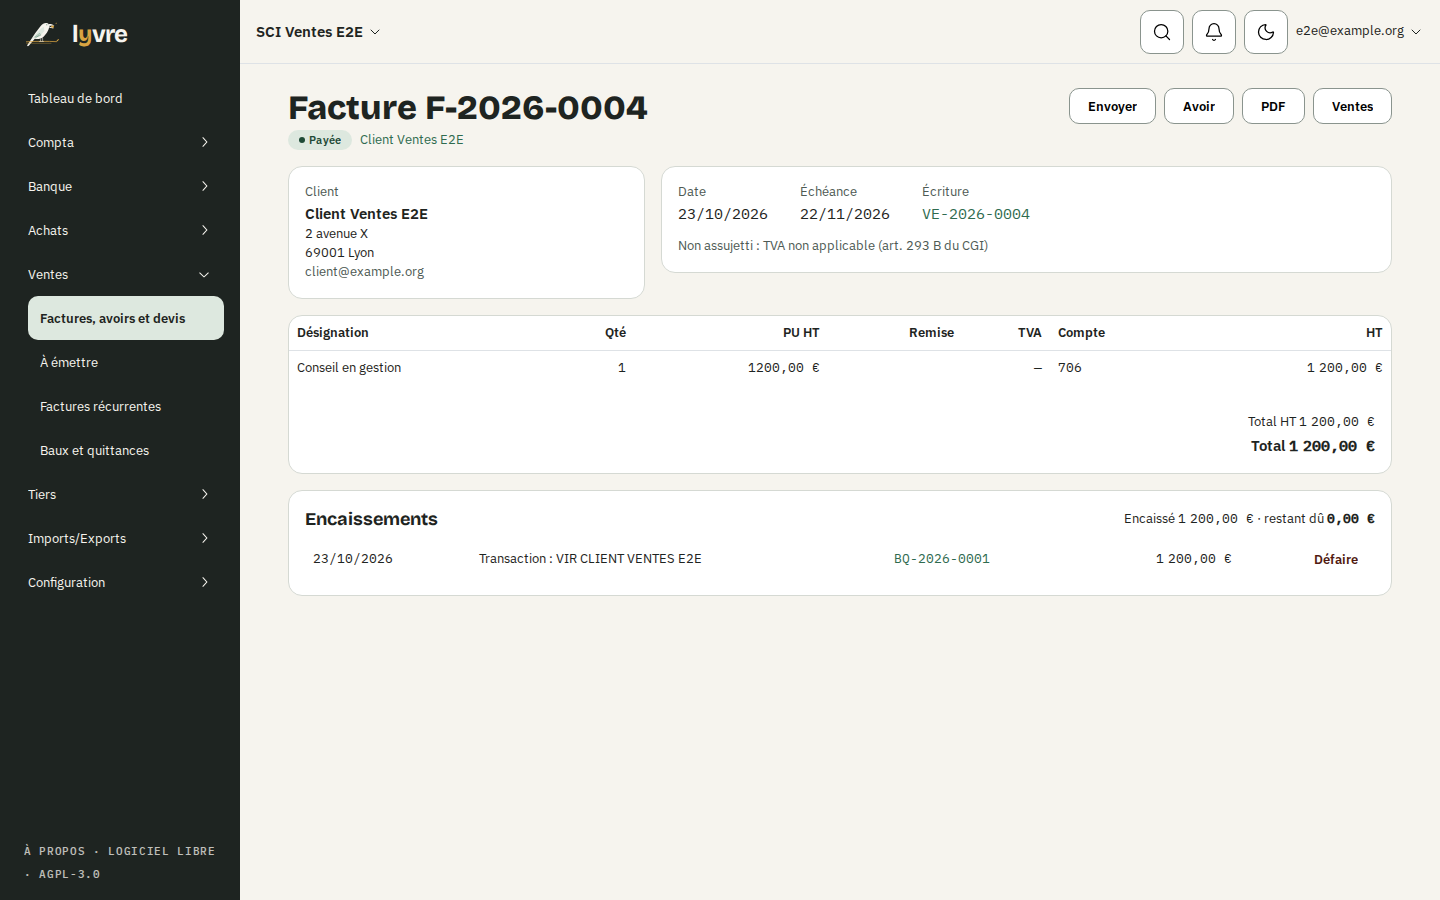 lyvre
SCI Ventes E2E
e2e@example.org
Tableau de bord
Compta
Banque
Achats
Ventes
Factures, avoirs et devis
À émettre
Factures récurrentes
Baux et quittances
Tiers
Imports/Exports
Configuration
À PROPOS · LOGICIEL LIBRE
· AGPL-3.0
Facture F-2026-0004
Envoyer Avoir PDF Ventes
Payée Client Ventes E2E
Client
Client Ventes E2E
2 avenue X
69001 Lyon
client@example.org
Date Échéance Écriture
23/10/2026 22/11/2026 VE-2026-0004
Non assujetti : TVA non applicable (art. 293 B du CGI)
Désignation Qté PU HT Remise TVA Compte HT
Conseil en gestion 1 1200,00 € — 706 1 200,00 €
Total HT 1 200,00 €
Total 1 200,00 €
Encaissements
Encaissé 1 200,00 € · restant dû 0,00 €
23/10/2026 Transaction : VIR CLIENT VENTES E2E BQ-2026-0001 1 200,00 € Défaire